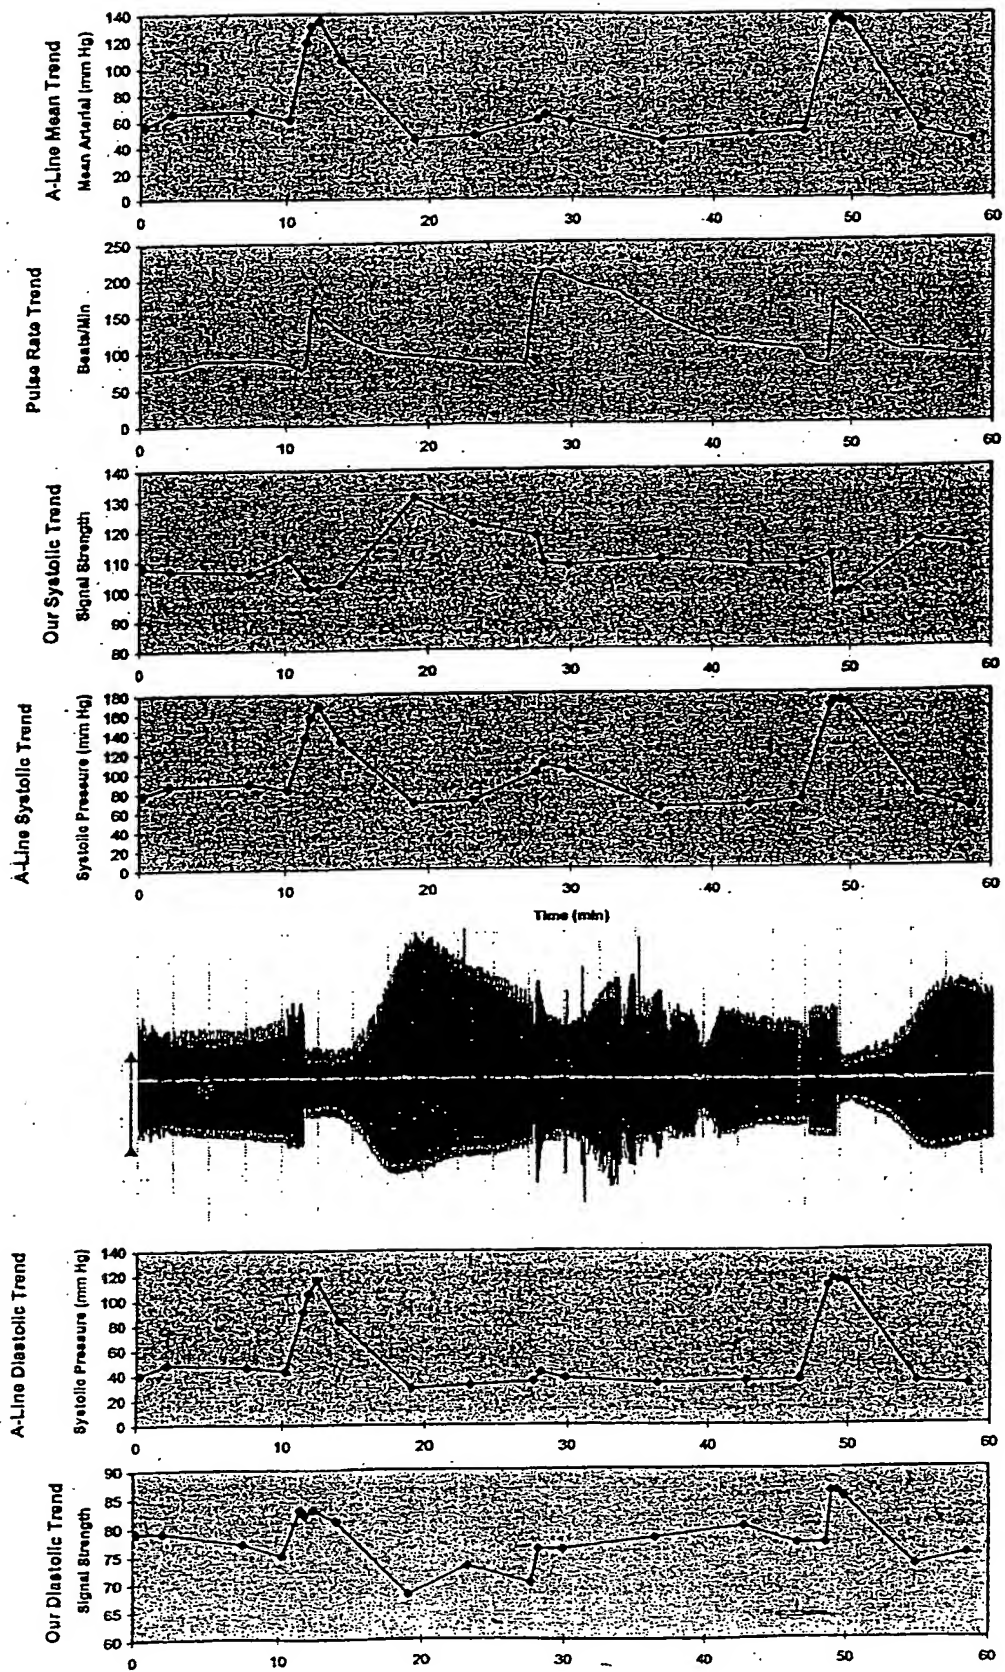 A-Line Mean Trend
Mean Arterial (mm Hg)
140
120
100
80
60
40
20
0
0 10 20 30 40 50 60
Pulse Rate Trend
Beats/Min
250
200
150
100
50
0
0 10 20 30 40 50 60
Our Systolic Trend
Signal Strength
140
130
120
110
100
90
80
0 10 20 30 40 50 60
A-Line Systolic Trend
Systolic Pressure (mm Hg)
180
160
140
120
100
80
60
40
20
0
0 10 20 30 40 50 60
Time (min)
A-Line Diastolic Trend
Systolic Pressure (mm Hg)
140
120
100
80
60
40
20
0
0 10 20 30 40 50 60
Our Diastolic Trend
Signal Strength
90
85
80
75
70
65
60
0 10 20 30 40 50 60